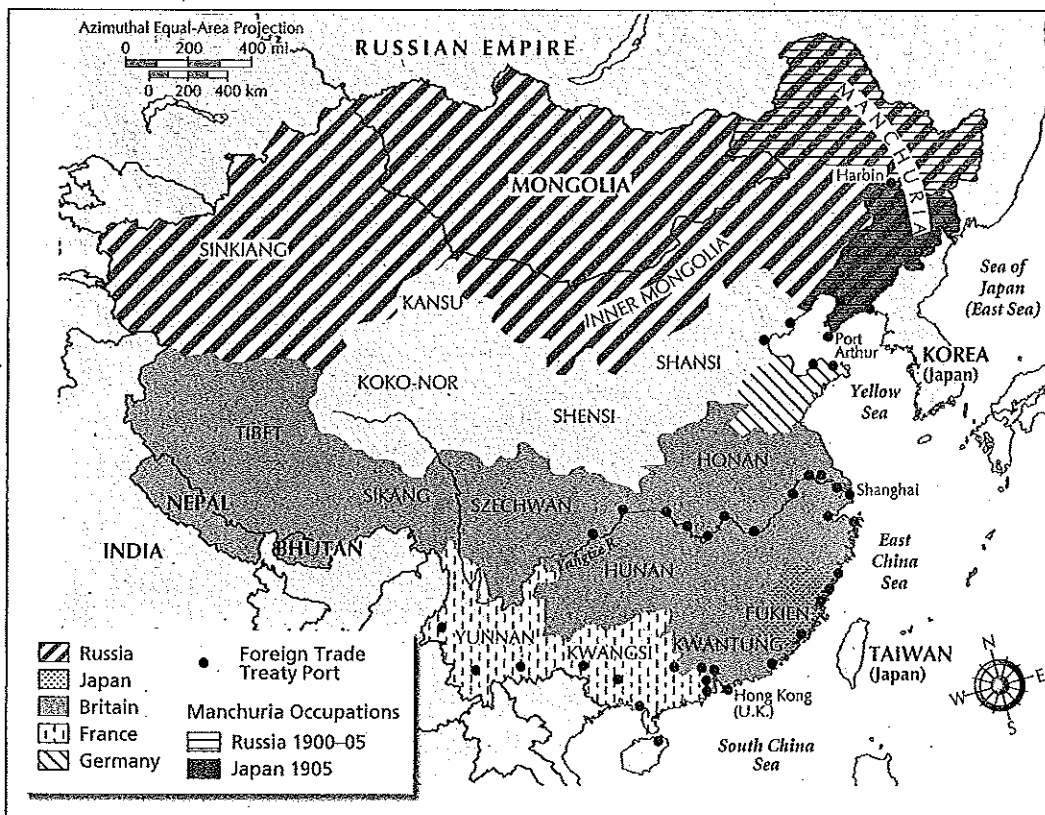 Azimuthal Equal-Area Projection
0 200 400 mi
0 200 400 km
RUSSIAN EMPIRE
MANCHURIA
Harbin
MONGOLIA
SINKIANG
INNER MONGOLIA
KANSU
Sea of
Japan
(East Sea)
Port
Arthur
KOREA
(Japan)
SHANSI
KOKO-NOR
Yellow
Sea
SHENSI
TIBET
HONAN
NEPAL
SIKANG
SZECHWAN
Shanghai
INDIA
BHUTAN
Yangtze R.
HUNAN
East
China
Sea
FUKIEN
YUNNAN
KWANGSI
KWANTUNG
TAIWAN
(Japan)
Hong Kong
(U.K.)
South China
Sea
N
E
S
W
Russia
Japan
Britain
France
Germany
Foreign Trade
Treaty Port
Manchuria Occupations
Russia 1900–05
Japan 1905